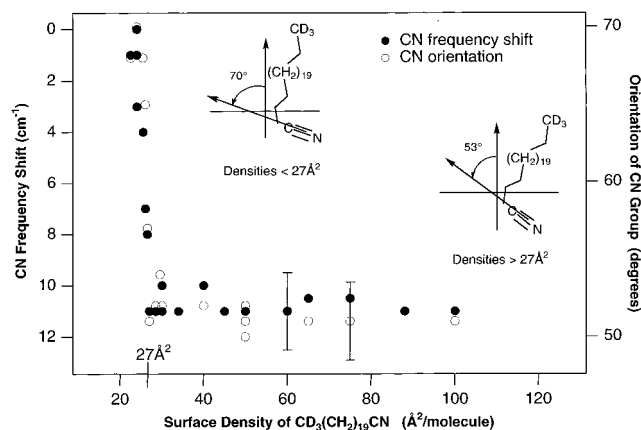 0
2
4
6
8
10
12
CN Frequency Shift (cm⁻¹)
70
60
50
Orientation of CN Group (degrees)
● CN frequency shift
○ CN orientation
CD₃
(CH₂)₁₉
70°
C
N
Densities < 27Å²
CD₃
(CH₂)₁₉
53°
C
N
Densities > 27Å²
27Å²
20 40 60 80 100 120
Surface Density of CD₃(CH₂)₁₉CN (Å²/molecule)